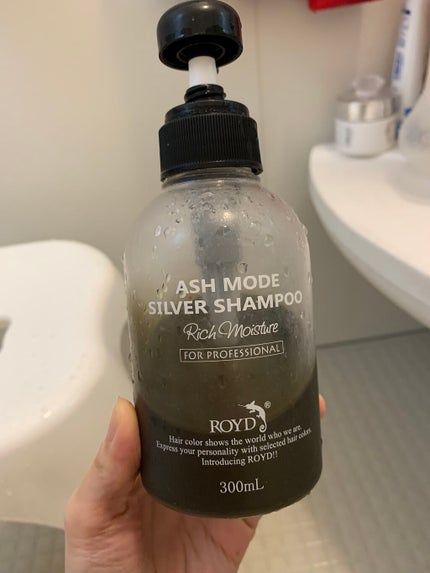 ASH MODE
SILVER SHAMPOO
Rich Moisture
FOR PROFESSIONAL
ROYD®
Hair color shows the world who we are.
Express your personality with selected hair colors.
Introducing ROYD!!
300mL